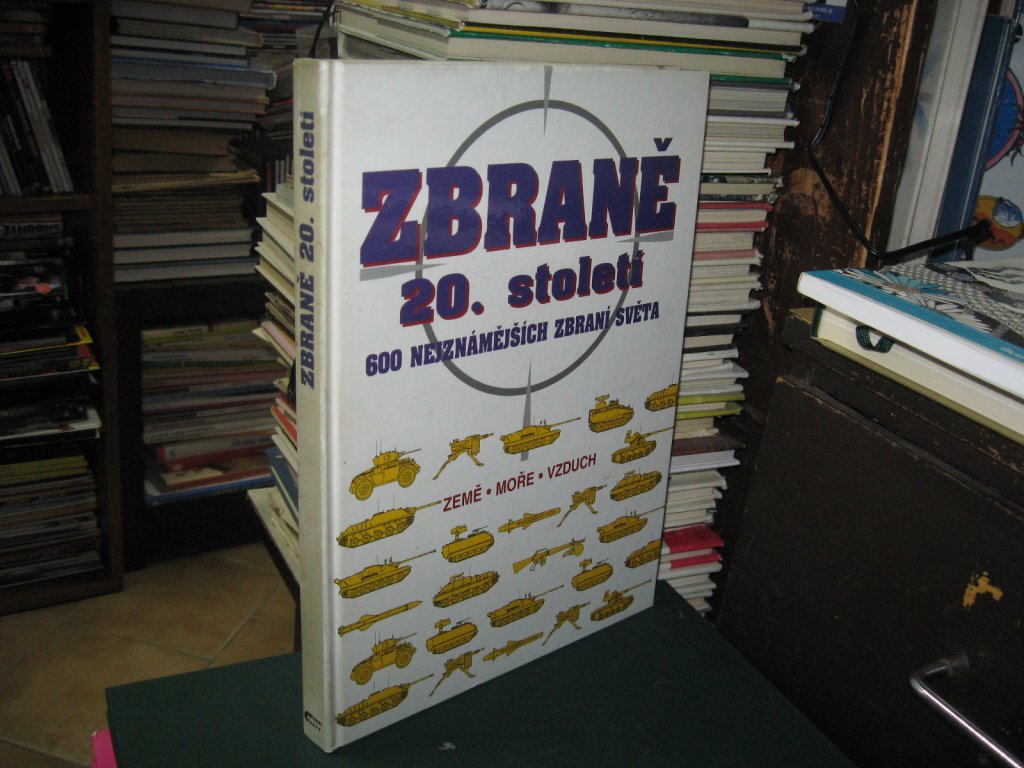 ZBRANĚ 20. století
ZBRANĚ
20. století
600 NEJZNÁMĚJŠÍCH ZBRANÍ SVĚTA
ZEMĚ • MOŘE • VZDUCH